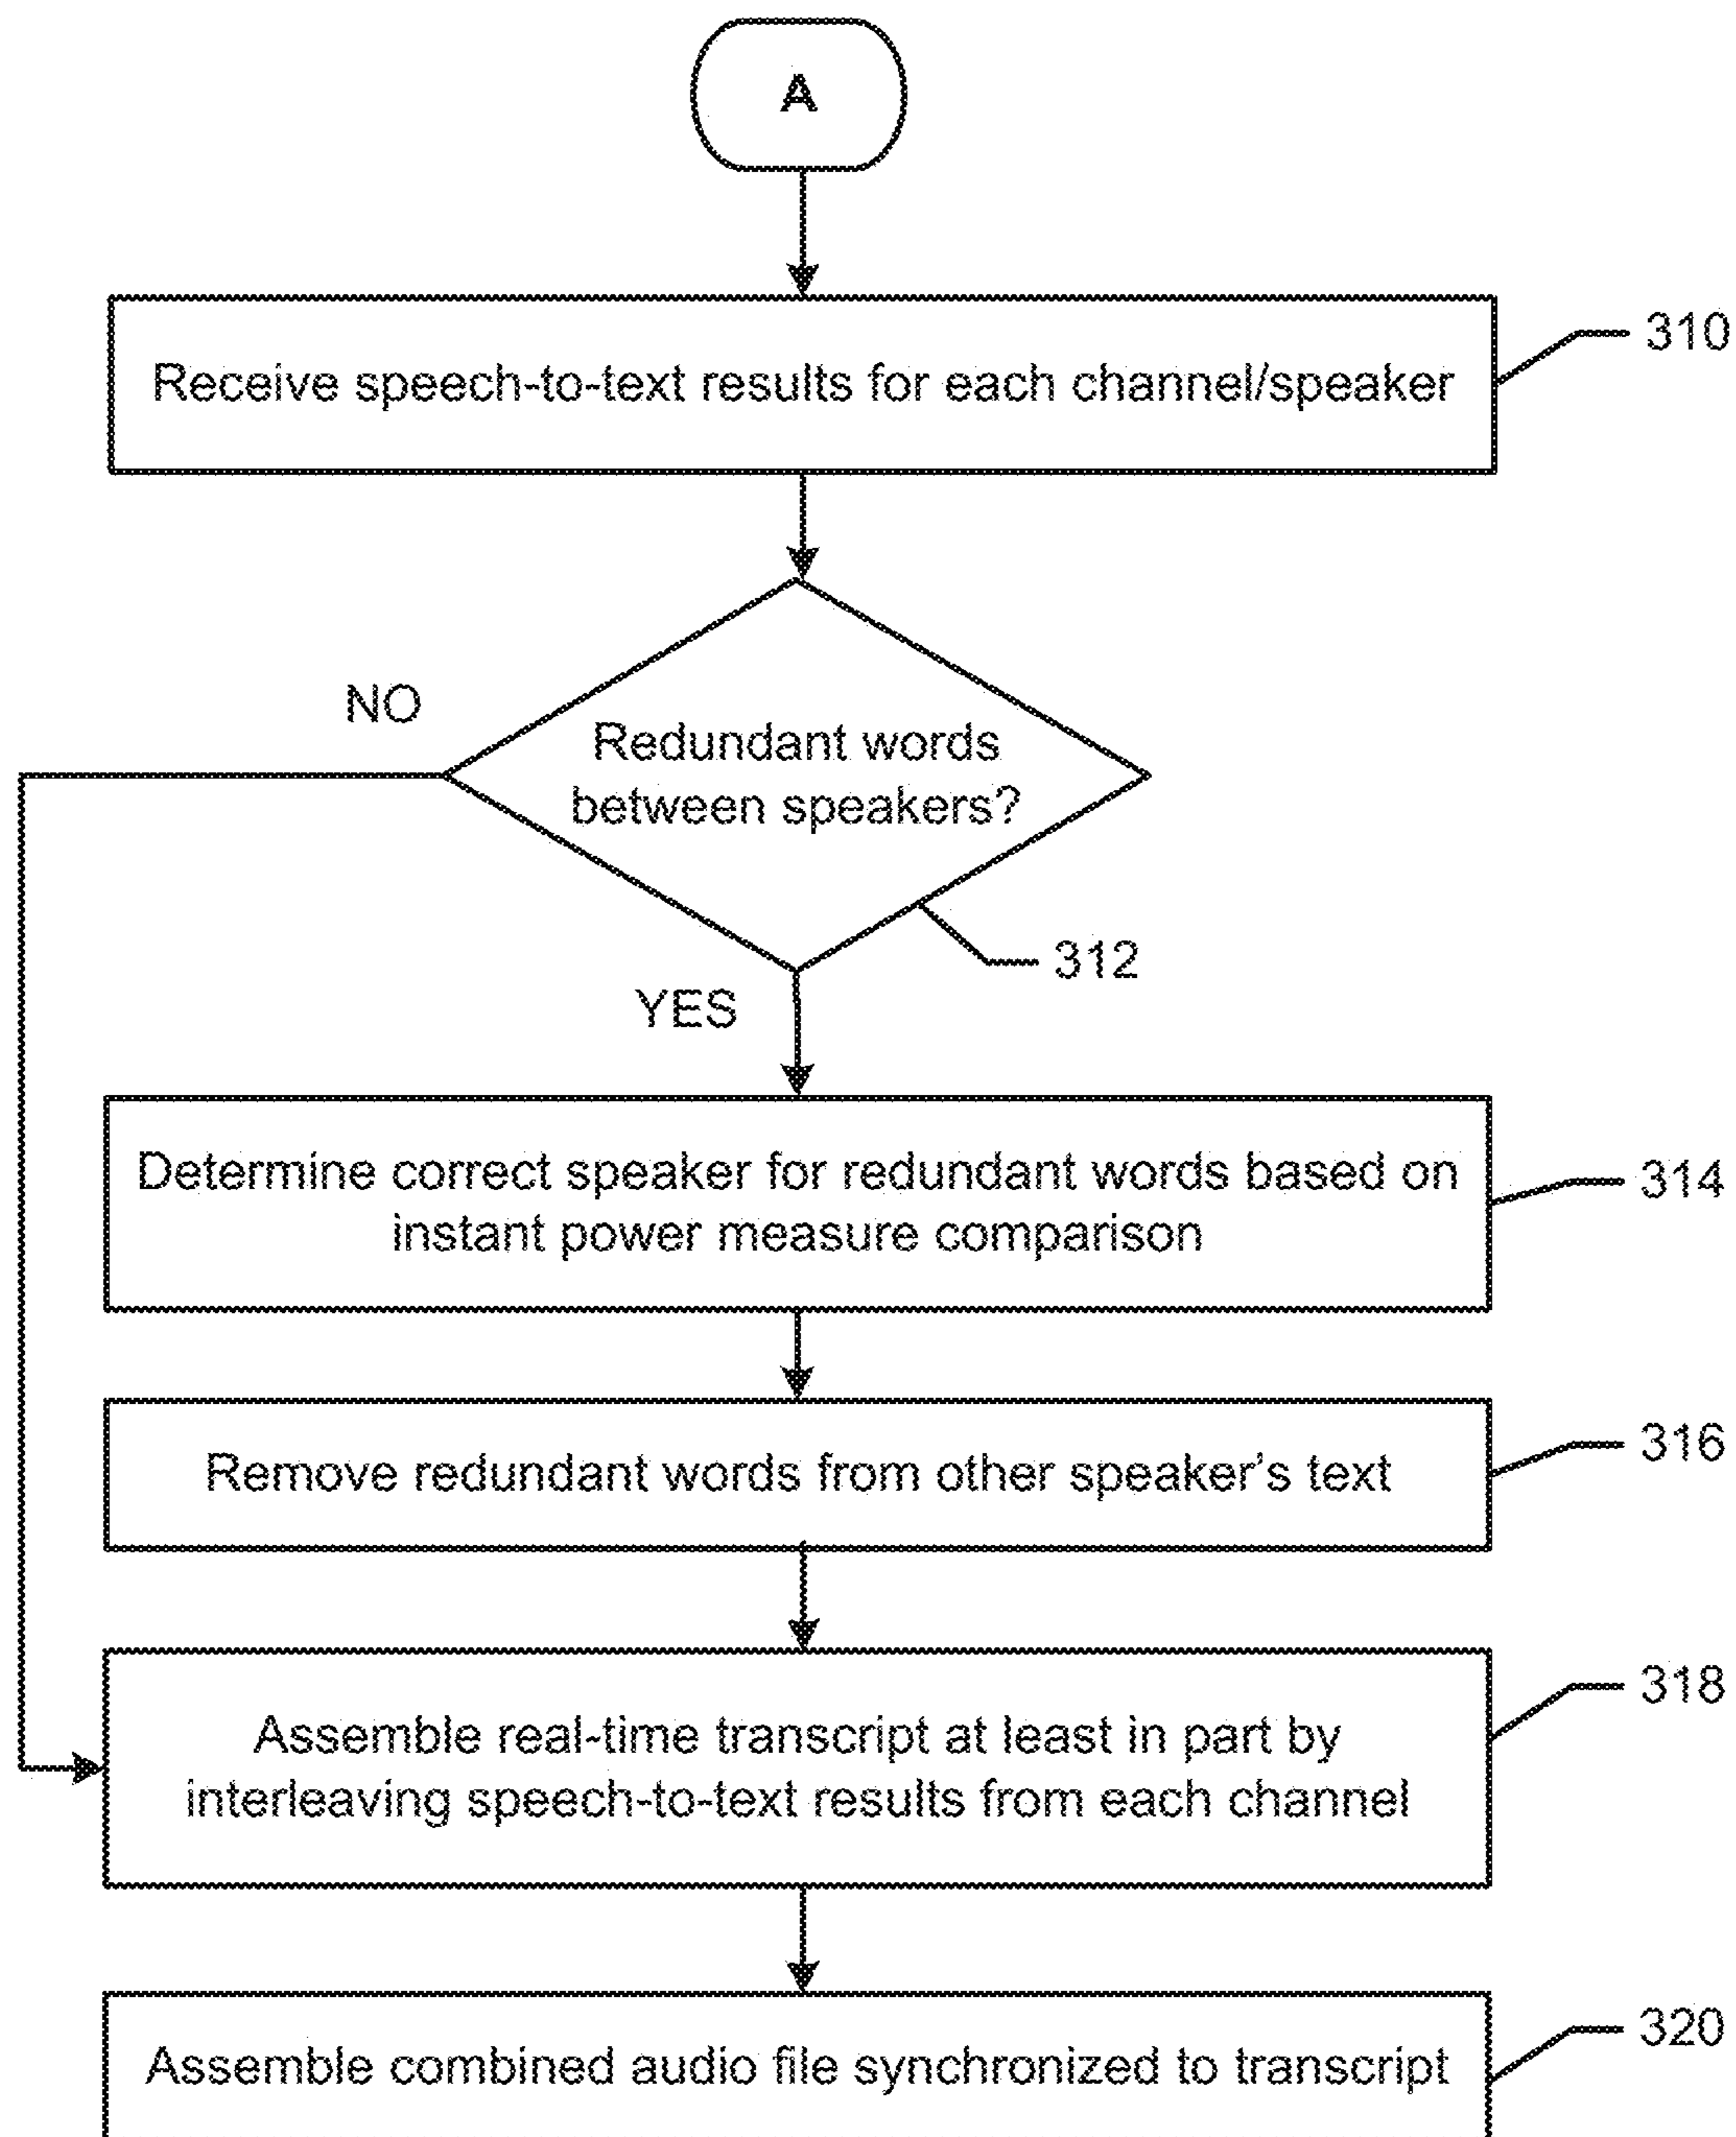 A
Receive speech-to-text results for each channel/speaker
310
NO
Redundant words
between speakers?
312
YES
Determine correct speaker for redundant words based on
instant power measure comparison
314
Remove redundant words from other speaker's text
316
Assemble real-time transcript at least in part by
interleaving speech-to-text results from each channel
318
Assemble combined audio file synchronized to transcript
320